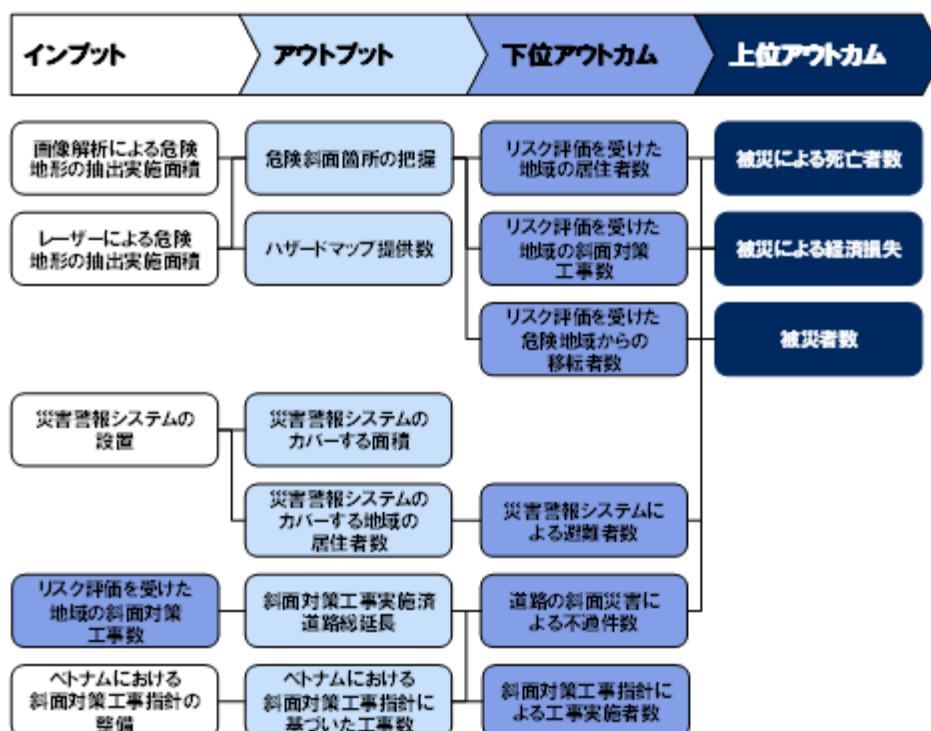 インプット
アウトプット
下位アウトカム
上位アウトカム
画像解析による危険
地形の抽出実施面積
危険斜面箇所の把握
リスク評価を受けた
地域の居住者数
被災による死亡者数
レーザーによる危険
地形の抽出実施面積
ハザードマップ提供数
リスク評価を受けた
地域の斜面対策
工事数
被災による経済損失
リスク評価を受けた
危険地域からの
移転者数
被災者数
災害警報システムの
設置
災害警報システムの
カバーする面積
災害警報システムの
カバーする地域の
居住者数
災害警報システムに
よる避難者数
リスク評価を受けた
地域の斜面対策
工事数
斜面対策工事実施済
道路総延長
道路の斜面災害に
よる不通件数
ベトナムにおける
斜面対策工事指針の
整備
ベトナムにおける
斜面対策工事指針に
基づいた工事数
斜面対策工事指針に
よる工事実施者数